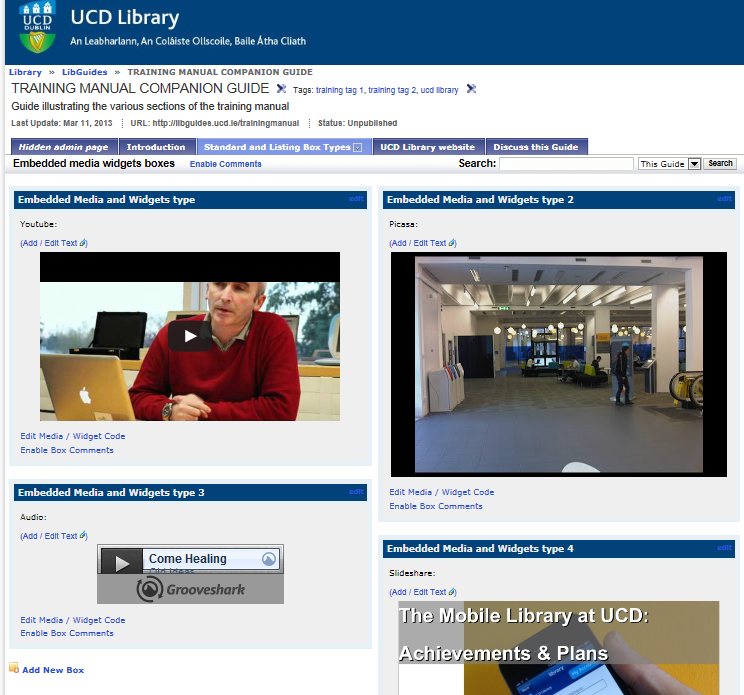 UCD
DUBLIN
UCD Library
An Leabharlann, An Coláiste Ollscoile, Baile Átha Cliath
Library » LibGuides » TRAINING MANUAL COMPANION GUIDE
TRAINING MANUAL COMPANION GUIDE Tags: training tag 1, training tag 2, ucd library
Guide illustrating the various sections of the training manual
Last Update: Mar 11, 2013 URL: http://libguides.ucd.ie/trainingmanual Status: Unpublished
Hidden admin page Introduction Standard and Listing Box Types UCD Library website Discuss this Guide
Embedded media widgets boxes Enable Comments Search: This Guide Search
Embedded Media and Widgets type edit
Youtube:
(Add / Edit Text)
Edit Media / Widget Code
Enable Box Comments
Embedded Media and Widgets type 2 edit
Picasa:
(Add / Edit Text)
Edit Media / Widget Code
Enable Box Comments
Embedded Media and Widgets type 3 edit
Audio:
(Add / Edit Text)
Come Healing
Old Ideas
Grooveshark
Edit Media / Widget Code
Enable Box Comments
Add New Box
Embedded Media and Widgets type 4 edit
Slideshare:
(Add / Edit Text)
The Mobile Library at UCD:
Achievements & Plans
library